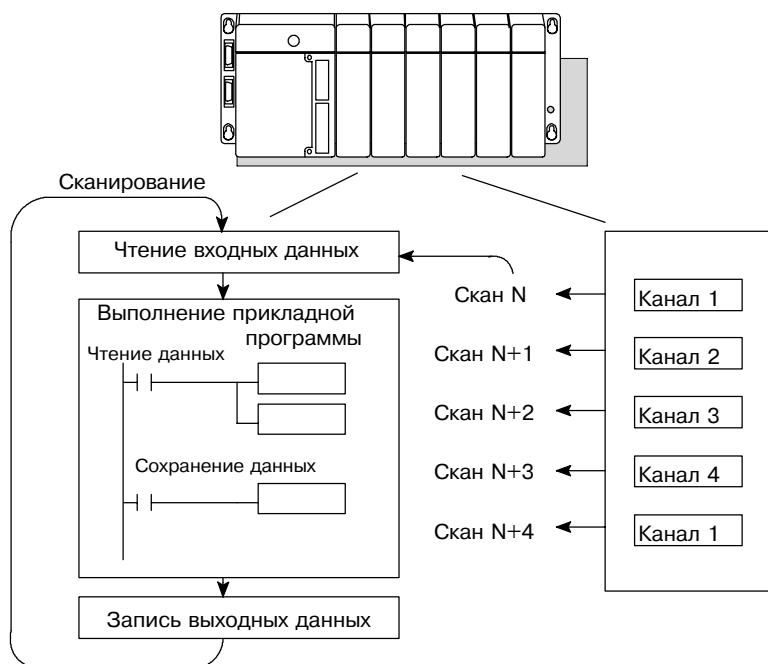 Сканирование
Чтение входных данных
Выполнение прикладной
программы
Чтение данных
Сохранение данных
Запись выходных данных
Скан N
Скан N+1
Скан N+2
Скан N+3
Скан N+4
Канал 1
Канал 2
Канал 3
Канал 4
Канал 1